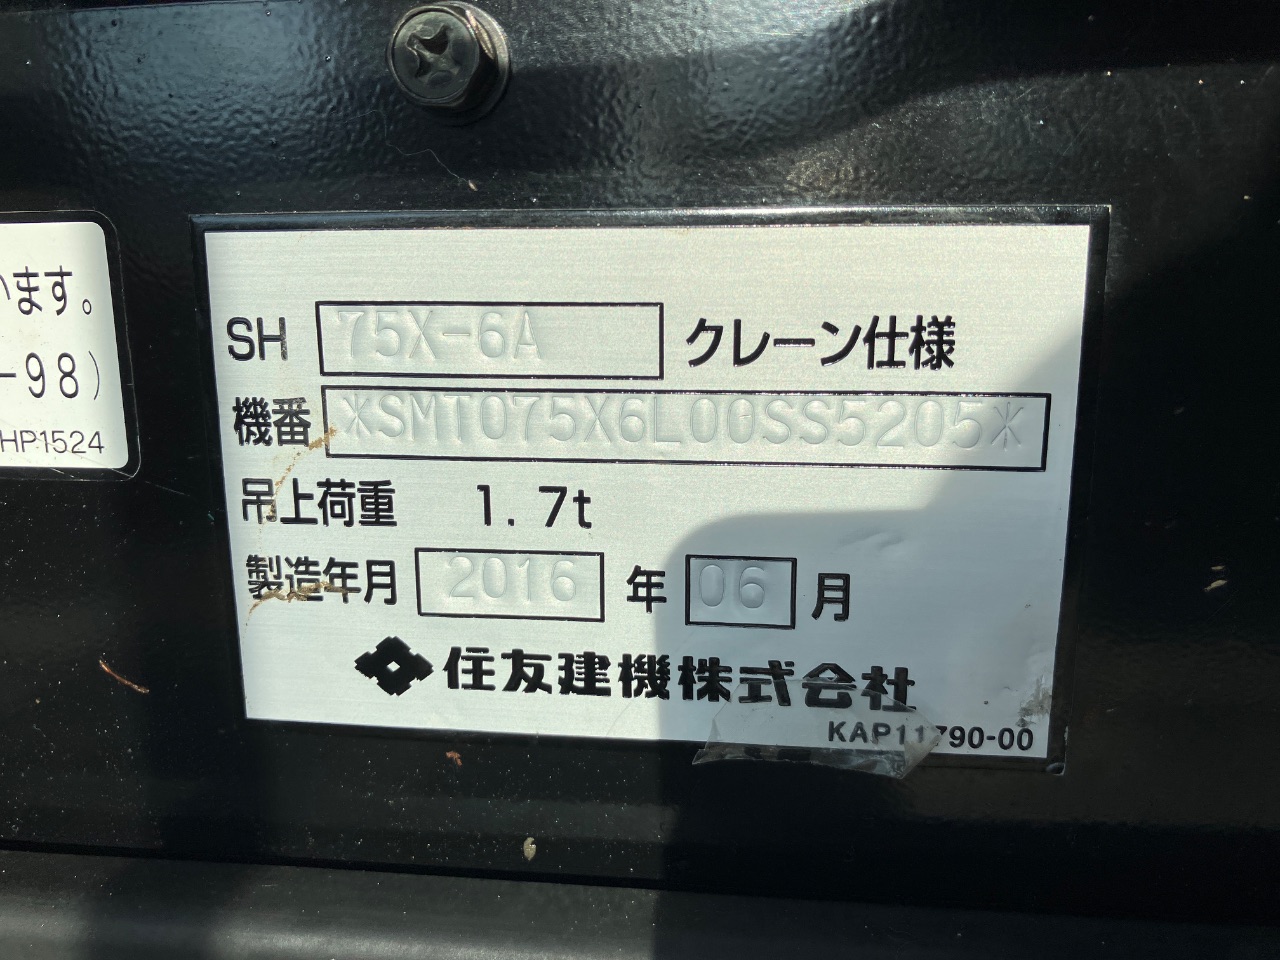 います。
-98)
HP1524
SH 75X-6A クレーン仕様
機番 *SMT075X6L00SS5205*
吊上荷重 1.7t
製造年月 2016 年 06 月
住友建機株式会社
KAP11790-00